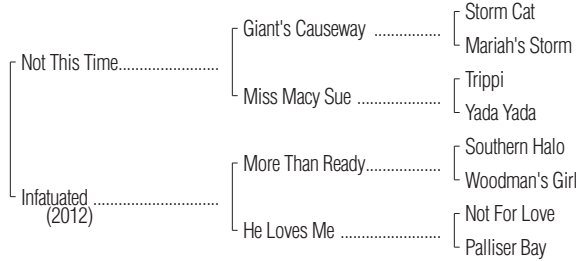 Storm Cat
Giant's Causeway ................
Mariah's Storm
Not This Time........................
Trippi
Miss Macy Sue ....................
Yada Yada
Southern Halo
More Than Ready..................
Woodman's Girl
Infatuated ..............................
(2012)
Not For Love
He Loves Me ........................
Palliser Bay